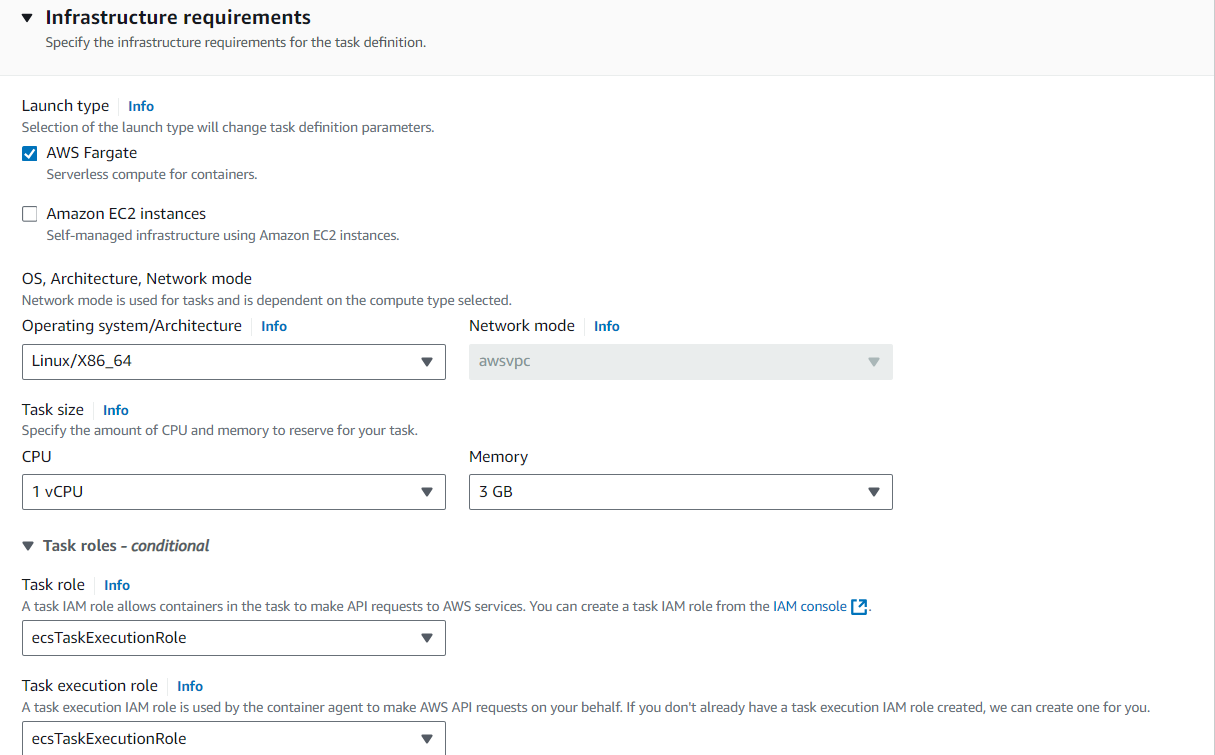 Infrastructure requirements
Specify the infrastructure requirements for the task definition.
Launch type Info
Selection of the launch type will change task definition parameters.
AWS Fargate
Serverless compute for containers.
Amazon EC2 instances
Self-managed infrastructure using Amazon EC2 instances.
OS, Architecture, Network mode
Network mode is used for tasks and is dependent on the compute type selected.
Operating system/Architecture Info Network mode Info
Linux/X86_64 awsvpc
Task size Info
Specify the amount of CPU and memory to reserve for your task.
CPU Memory
1 vCPU 3 GB
Task roles - conditional
Task role Info
A task IAM role allows containers in the task to make API requests to AWS services. You can create a task IAM role from the IAM console.
ecsTaskExecutionRole
Task execution role Info
A task execution IAM role is used by the container agent to make AWS API requests on your behalf. If you don't already have a task execution IAM role created, we can create one for you.
ecsTaskExecutionRole